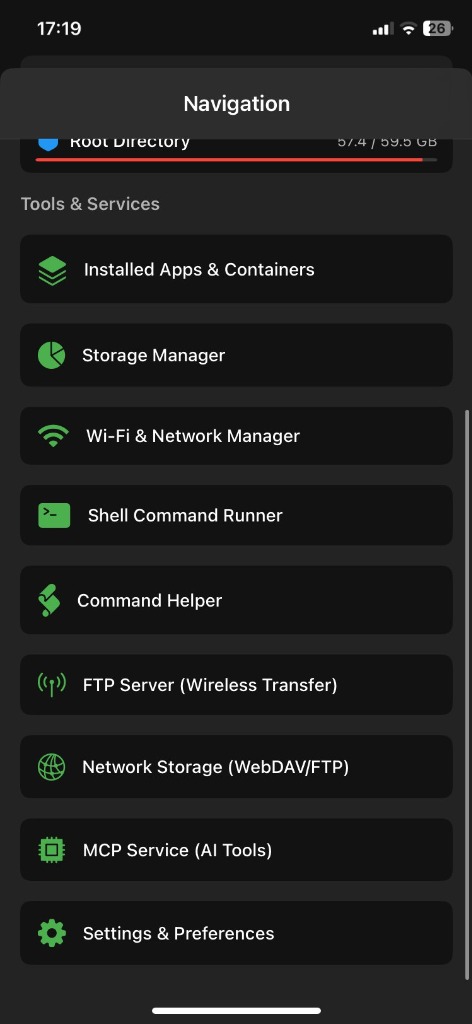 17:19
26
Navigation
Root Directory
57.4 / 59.5 GB
Tools & Services
Installed Apps & Containers
Storage Manager
Wi-Fi & Network Manager
>_
Shell Command Runner
Command Helper
FTP Server (Wireless Transfer)
Network Storage (WebDAV/FTP)
MCP Service (AI Tools)
Settings & Preferences